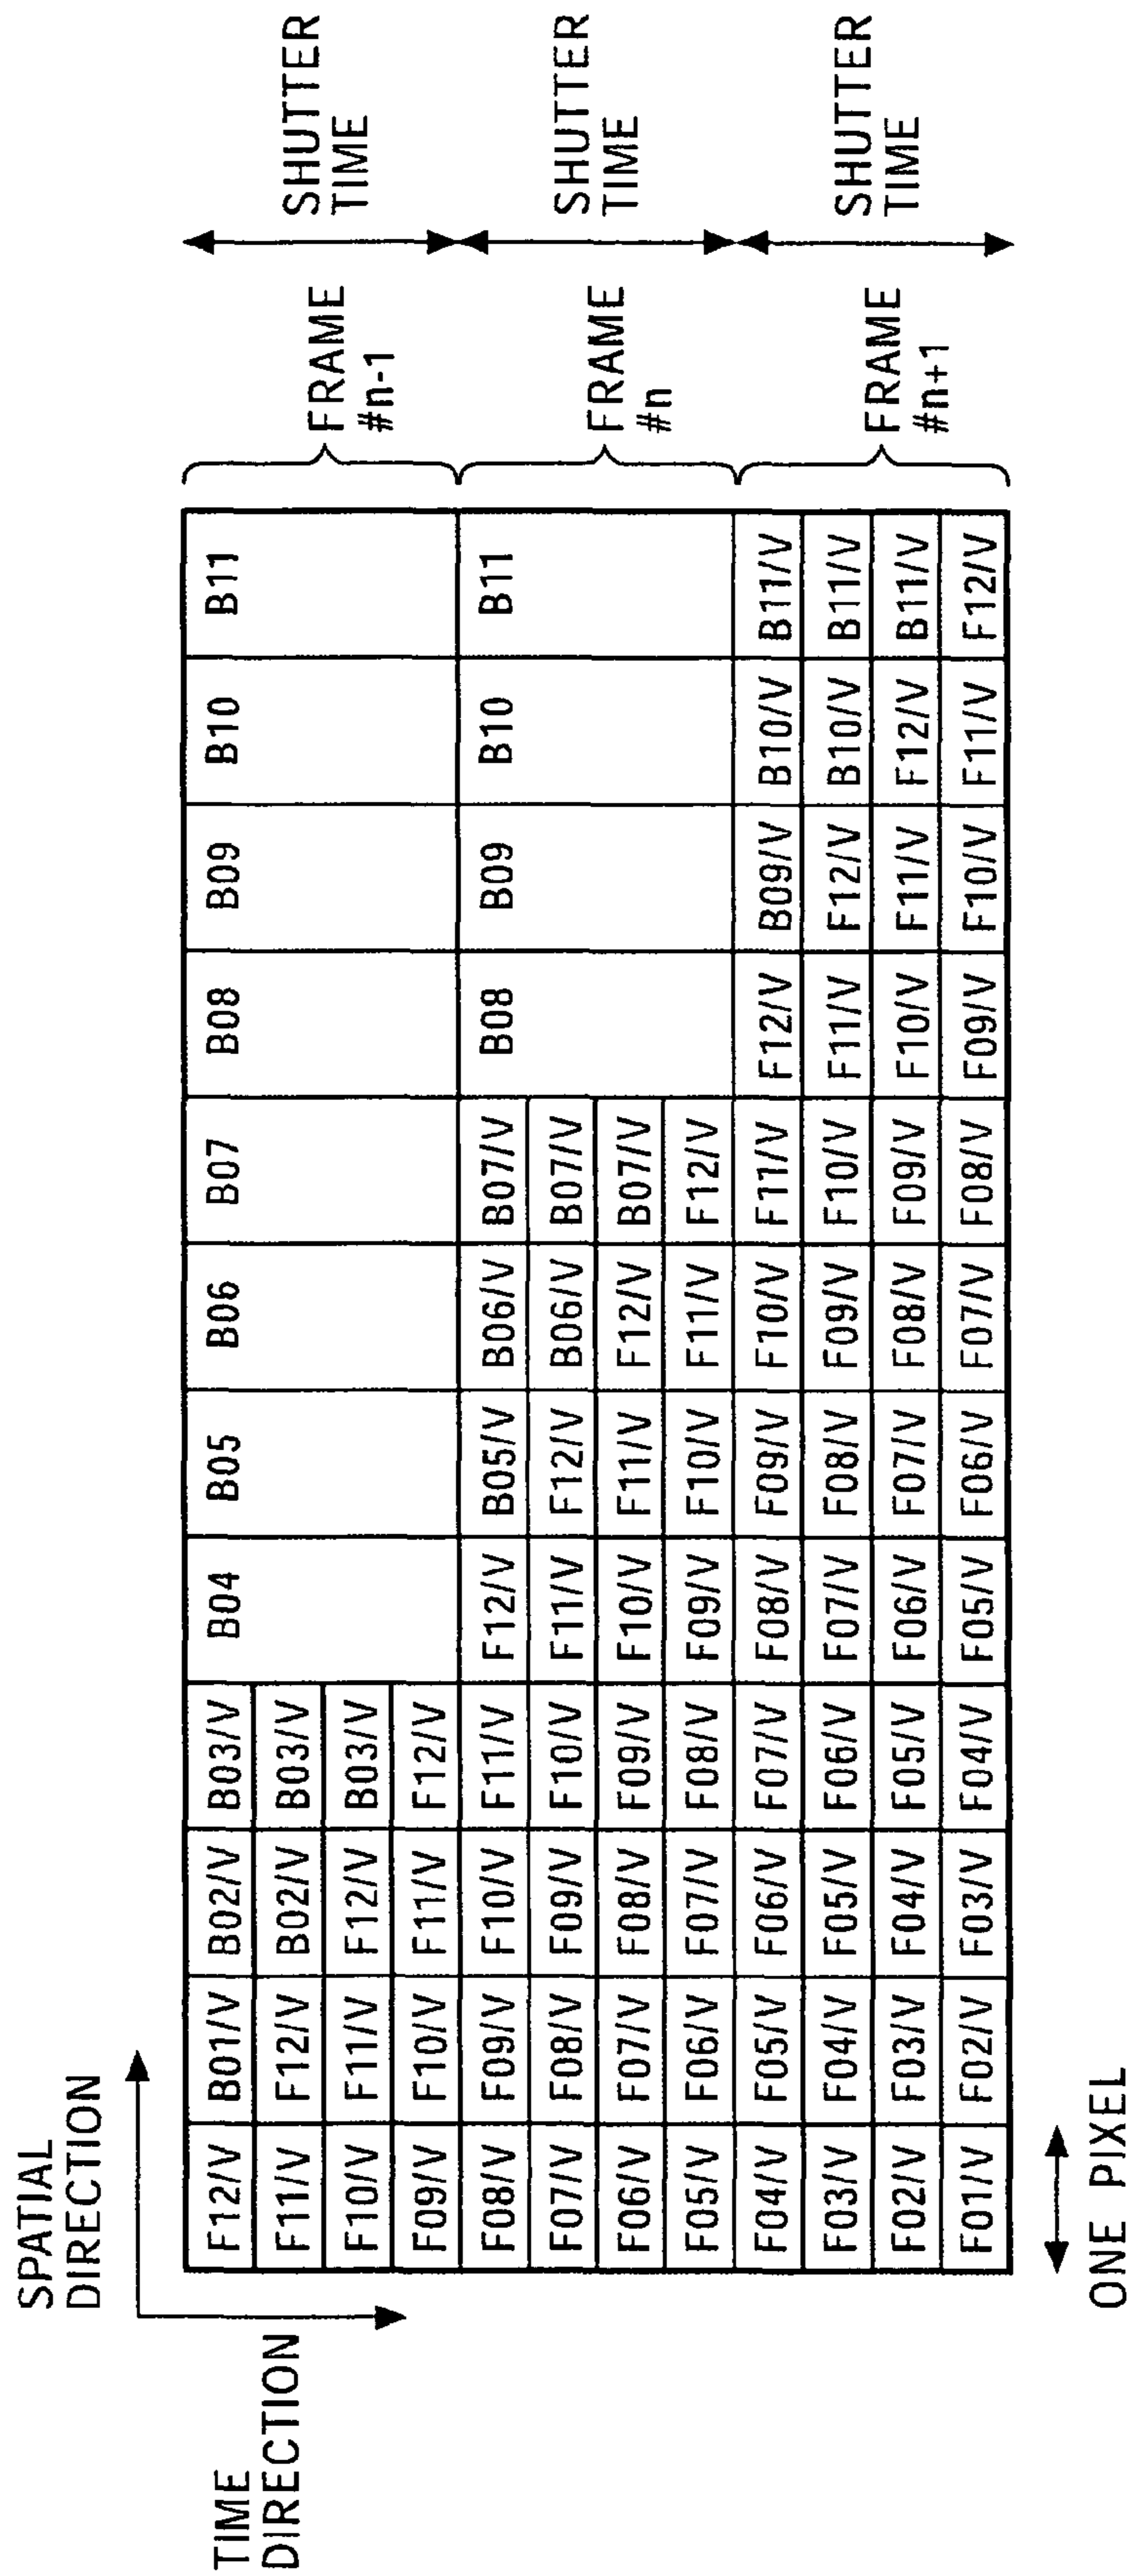 SPATIAL
DIRECTION
TIME
DIRECTION
F12/V B01/V B02/V B03/V B04 B05 B06 B07 B08 B09 B10 B11
F11/V F12/V B02/V B03/V
F10/V F11/V F12/V B03/V
F09/V F10/V F11/V F12/V
FRAME
#n-1
SHUTTER
TIME
F08/V F09/V F10/V F11/V F12/V B05/V B06/V B07/V B08 B09 B10 B11
F07/V F08/V F09/V F10/V F11/V F12/V B06/V B07/V
F06/V F07/V F08/V F09/V F10/V F11/V F12/V B07/V
F05/V F06/V F07/V F08/V F09/V F10/V F11/V F12/V
FRAME
#n
SHUTTER
TIME
F04/V F05/V F06/V F07/V F08/V F09/V F10/V F11/V F12/V B09/V B10/V B11/V
F03/V F04/V F05/V F06/V F07/V F08/V F09/V F10/V F11/V F12/V B10/V B11/V
F02/V F03/V F04/V F05/V F06/V F07/V F08/V F09/V F10/V F11/V F12/V B11/V
F01/V F02/V F03/V F04/V F05/V F06/V F07/V F08/V F09/V F10/V F11/V F12/V
FRAME
#n+1
SHUTTER
TIME
ONE PIXEL